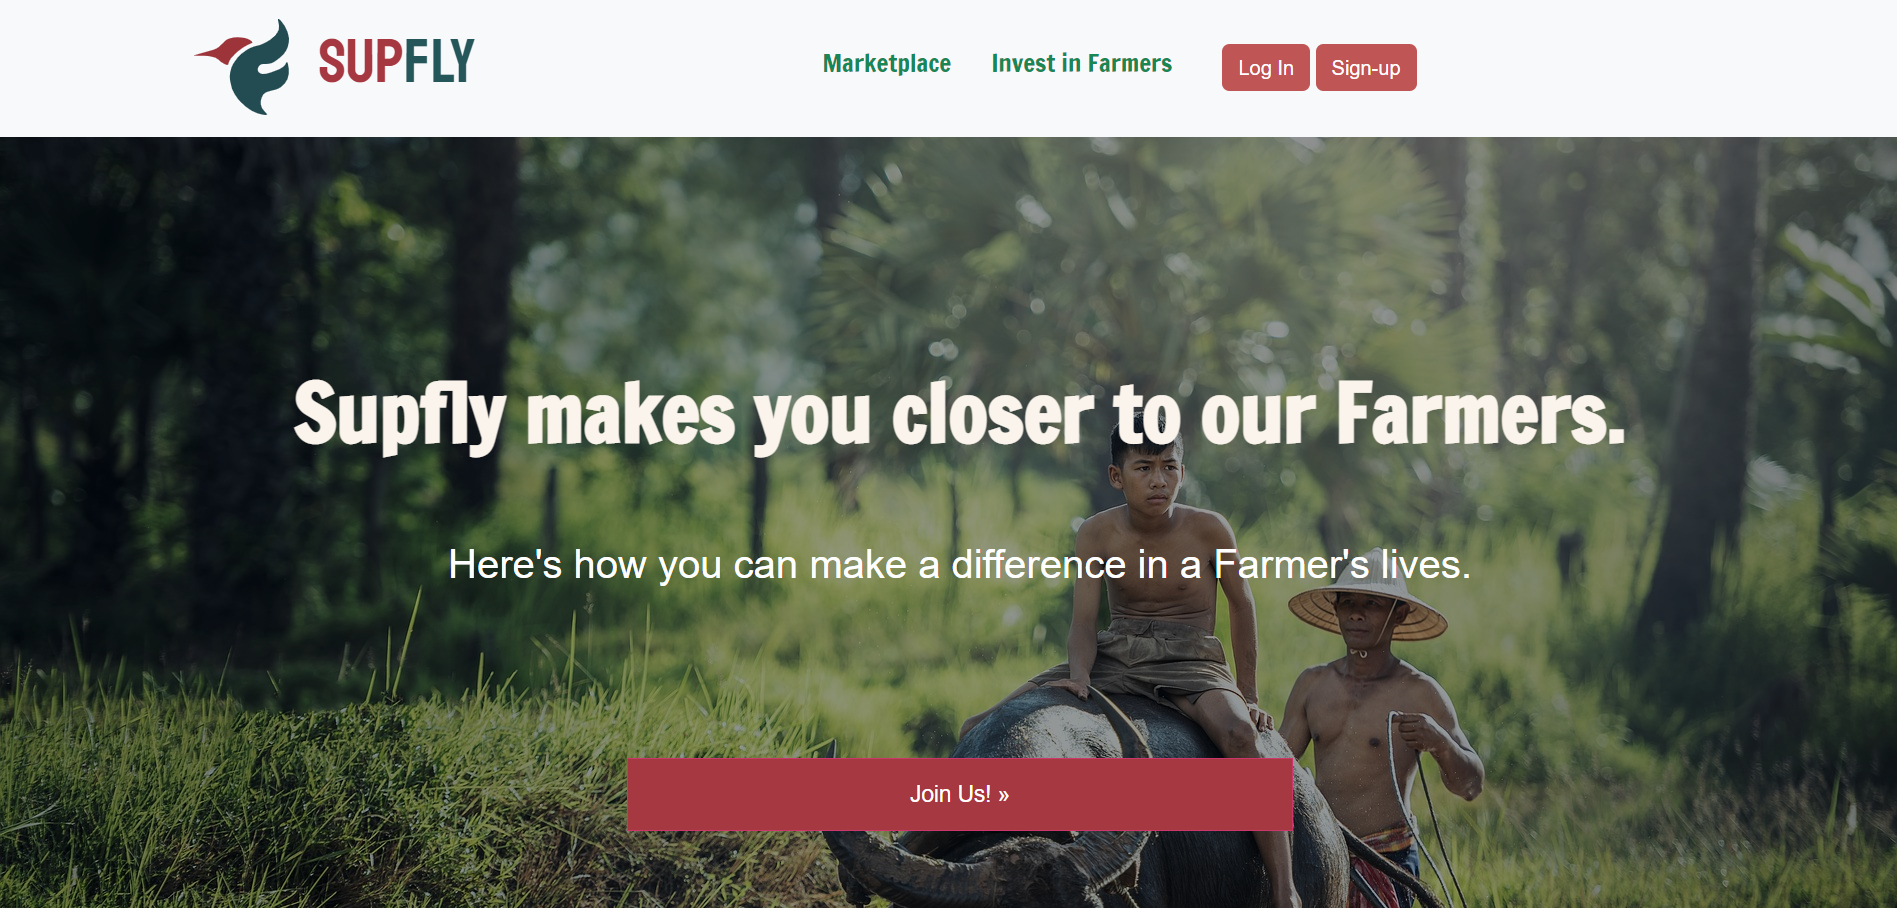 SUPFLY
Marketplace
Invest in Farmers
Log In
Sign-up
Supfly makes you closer to our Farmers.
Here's how you can make a difference in a Farmer's lives.
Join Us! »